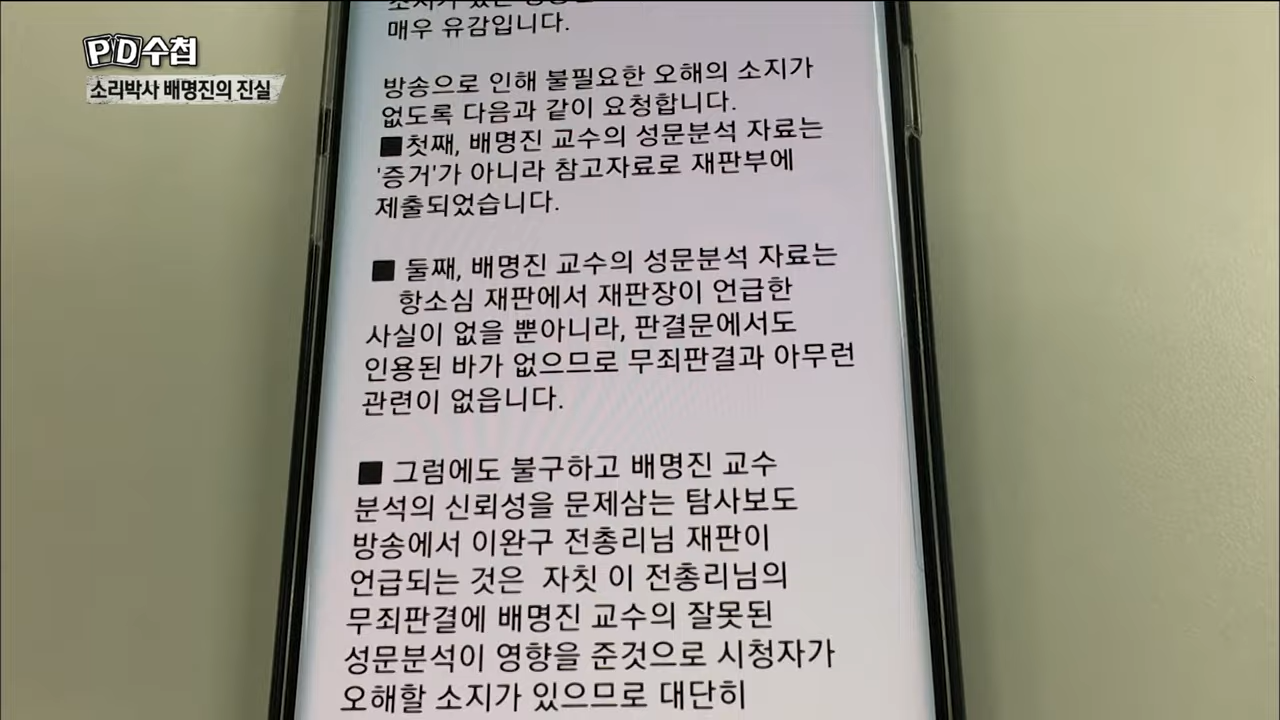 PD수첩
소리박사 배명진의 진실
매우 유감입니다.
방송으로 인해 불필요한 오해의 소지가
없도록 다음과 같이 요청합니다.
■첫째, 배명진 교수의 성문분석 자료는
'증거'가 아니라 참고자료로 재판부에
제출되었습니다.
■ 둘째, 배명진 교수의 성문분석 자료는
항소심 재판에서 재판장이 언급한
사실이 없을 뿐아니라, 판결문에서도
인용된 바가 없으므로 무죄판결과 아무런
관련이 없읍니다.
■ 그럼에도 불구하고 배명진 교수
분석의 신뢰성을 문제삼는 탐사보도
방송에서 이완구 전총리님 재판이
언급되는 것은 자칫 이 전총리님의
무죄판결에 배명진 교수의 잘못된
성문분석이 영향을 준것으로 시청자가
오해할 소지가 있으므로 대단히